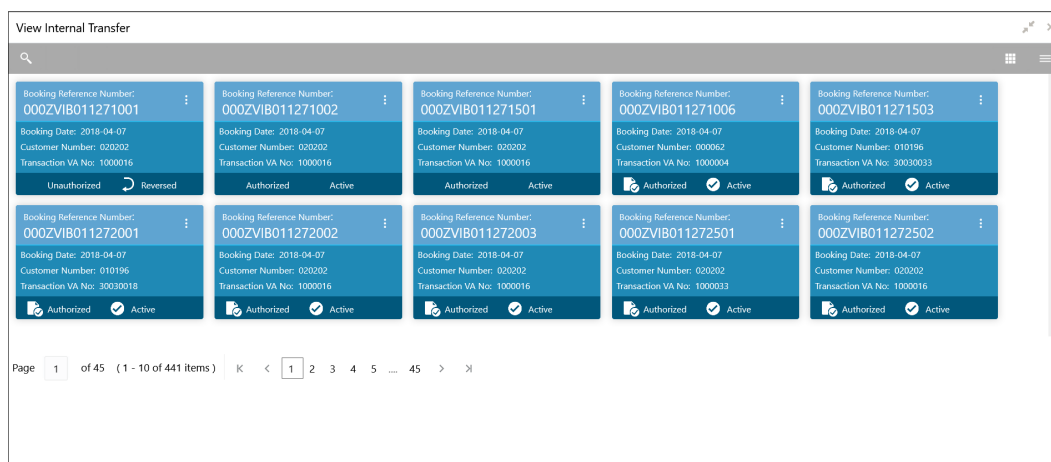 View Internal Transfer
Booking Reference Number: Booking Reference Number: Booking Reference Number: Booking Reference Number: Booking Reference Number:
000ZVIB011271001 000ZVIB011271002 000ZVIB011271501 000ZVIB011271006 000ZVIB011271503
Booking Date: 2018-04-07 Booking Date: 2018-04-07 Booking Date: 2018-04-07 Booking Date: 2018-04-07 Booking Date: 2018-04-07
Customer Number: 020202 Customer Number: 020202 Customer Number: 020202 Customer Number: 000062 Customer Number: 010196
Transaction VA No: 1000016 Transaction VA No: 1000016 Transaction VA No: 1000016 Transaction VA No: 1000004 Transaction VA No: 30030033
Unauthorized Reversed Authorized Active Authorized Active Authorized Active Authorized Active
Booking Reference Number: Booking Reference Number: Booking Reference Number: Booking Reference Number: Booking Reference Number:
000ZVIB011272001 000ZVIB011272002 000ZVIB011272003 000ZVIB011272501 000ZVIB011272502
Booking Date: 2018-04-07 Booking Date: 2018-04-07 Booking Date: 2018-04-07 Booking Date: 2018-04-07 Booking Date: 2018-04-07
Customer Number: 010196 Customer Number: 020202 Customer Number: 020202 Customer Number: 020202 Customer Number: 020202
Transaction VA No: 30030018 Transaction VA No: 1000016 Transaction VA No: 1000016 Transaction VA No: 1000033 Transaction VA No: 1000016
Authorized Active Authorized Active Authorized Active Authorized Active Authorized Active
Page 1 of 45 (1 - 10 of 441 items) 1 2 3 4 5 .... 45